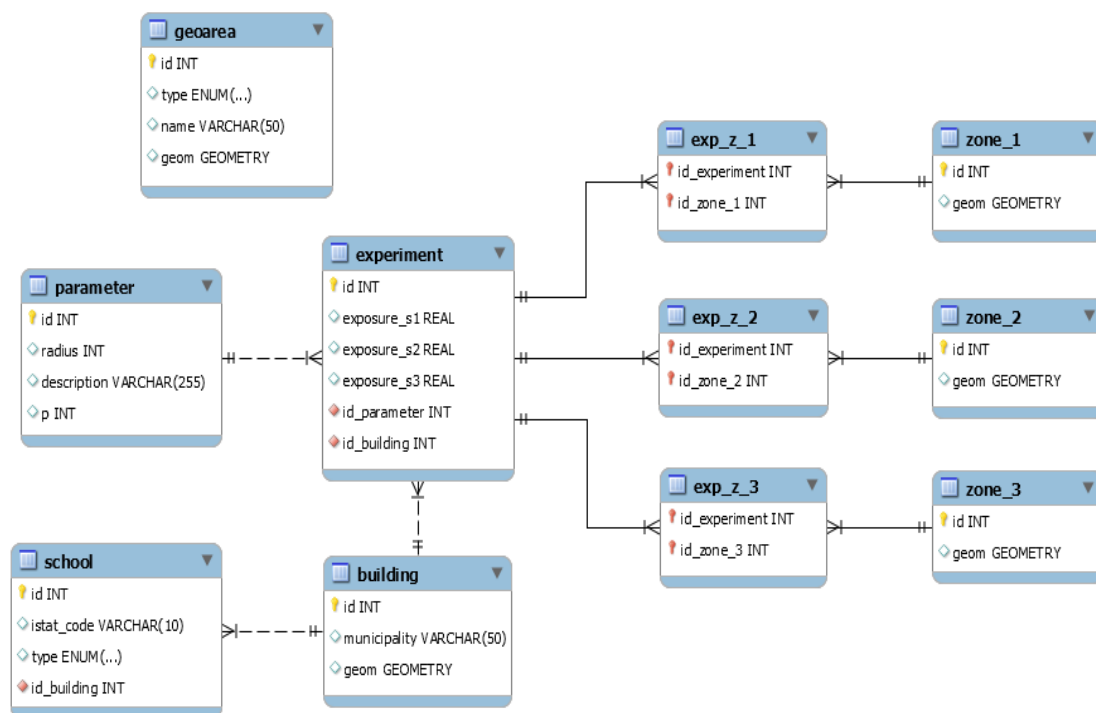 geoarea
id INT
type ENUM(...)
name VARCHAR(50)
geom GEOMETRY
parameter
id INT
radius INT
description VARCHAR(255)
p INT
experiment
id INT
exposure_s1 REAL
exposure_s2 REAL
exposure_s3 REAL
id_parameter INT
id_building INT
school
id INT
istat_code VARCHAR(10)
type ENUM(...)
id_building INT
building
id INT
municipality VARCHAR(50)
geom GEOMETRY
exp_z_1
id_experiment INT
id_zone_1 INT
zone_1
id INT
geom GEOMETRY
exp_z_2
id_experiment INT
id_zone_2 INT
zone_2
id INT
geom GEOMETRY
exp_z_3
id_experiment INT
id_zone_3 INT
zone_3
id INT
geom GEOMETRY